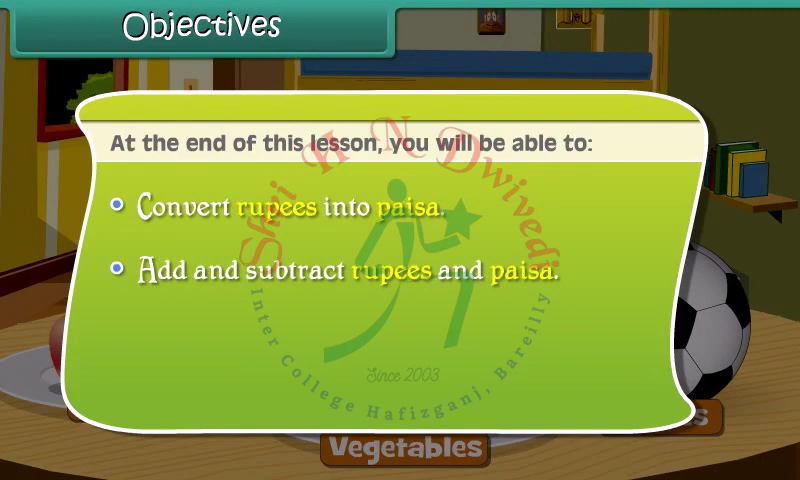 Objectives
At the end of this lesson, you will be able to:
Convert rupees into paisa.
Add and subtract rupees and paisa.
Shri H N Dwivedi
Inter College Hafizganj, Bareilly
Since 2003
Vegetables